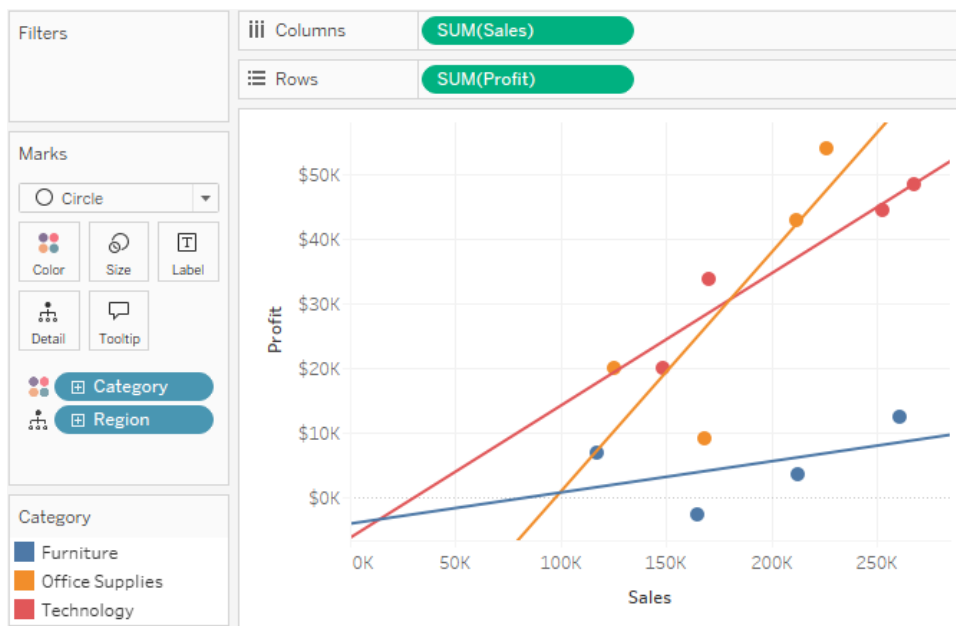 Filters
Columns
SUM(Sales)
Rows
SUM(Profit)
Marks
Circle
Color
Size
Label
T
Detail
Tooltip
Category
Region
Category
Furniture
Office Supplies
Technology
Profit
$50K
$40K
$30K
$20K
$10K
$0K
0K
50K
100K
150K
200K
250K
Sales